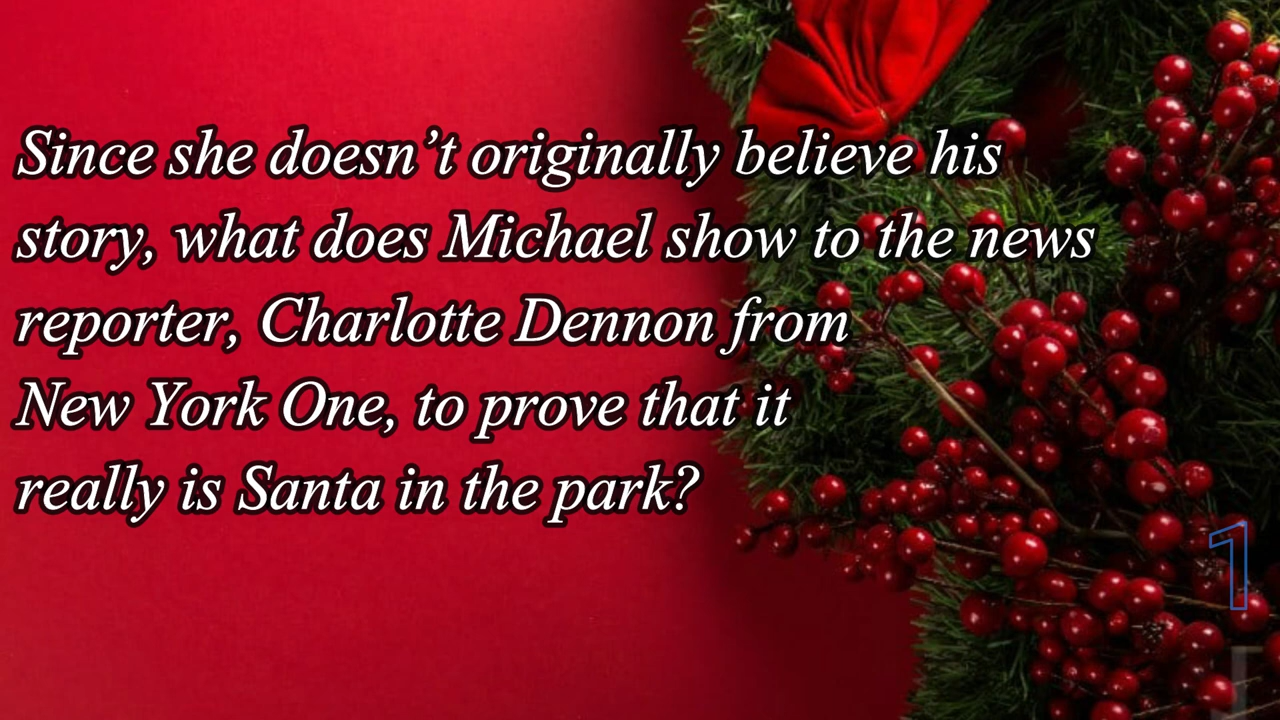 Since she doesn’t originally believe his
story, what does Michael show to the news
reporter, Charlotte Dennon from
New York One, to prove that it
really is Santa in the park?
1